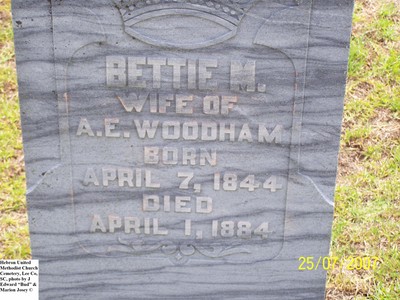 BETTIE M.
WIFE OF
A.E. WOODHAM
BORN
APRIL 7, 1844
DIED
APRIL 1, 1884
25/07/2007
Hebron United
Methodist Church
Cemetery, Lee Co,
SC, photo by J
Edward "Bud" &
Marion Josey ©